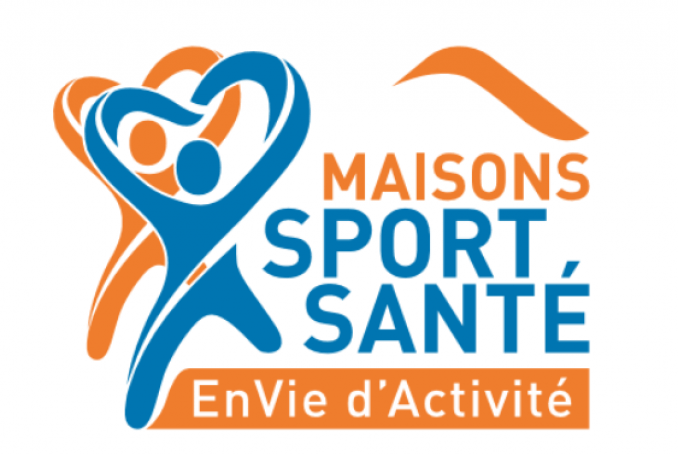 MAISONS
SPORT
SANTÉ
EnVie d'Activité